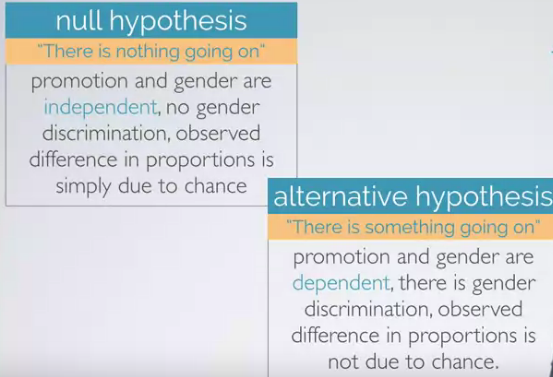 null hypothesis
"There is nothing going on"
promotion and gender are
independent, no gender
discrimination, observed
difference in proportions is
simply due to chance
alternative hypothesis
"There is something going on"
promotion and gender are
dependent, there is gender
discrimination, observed
difference in proportions is
not due to chance.